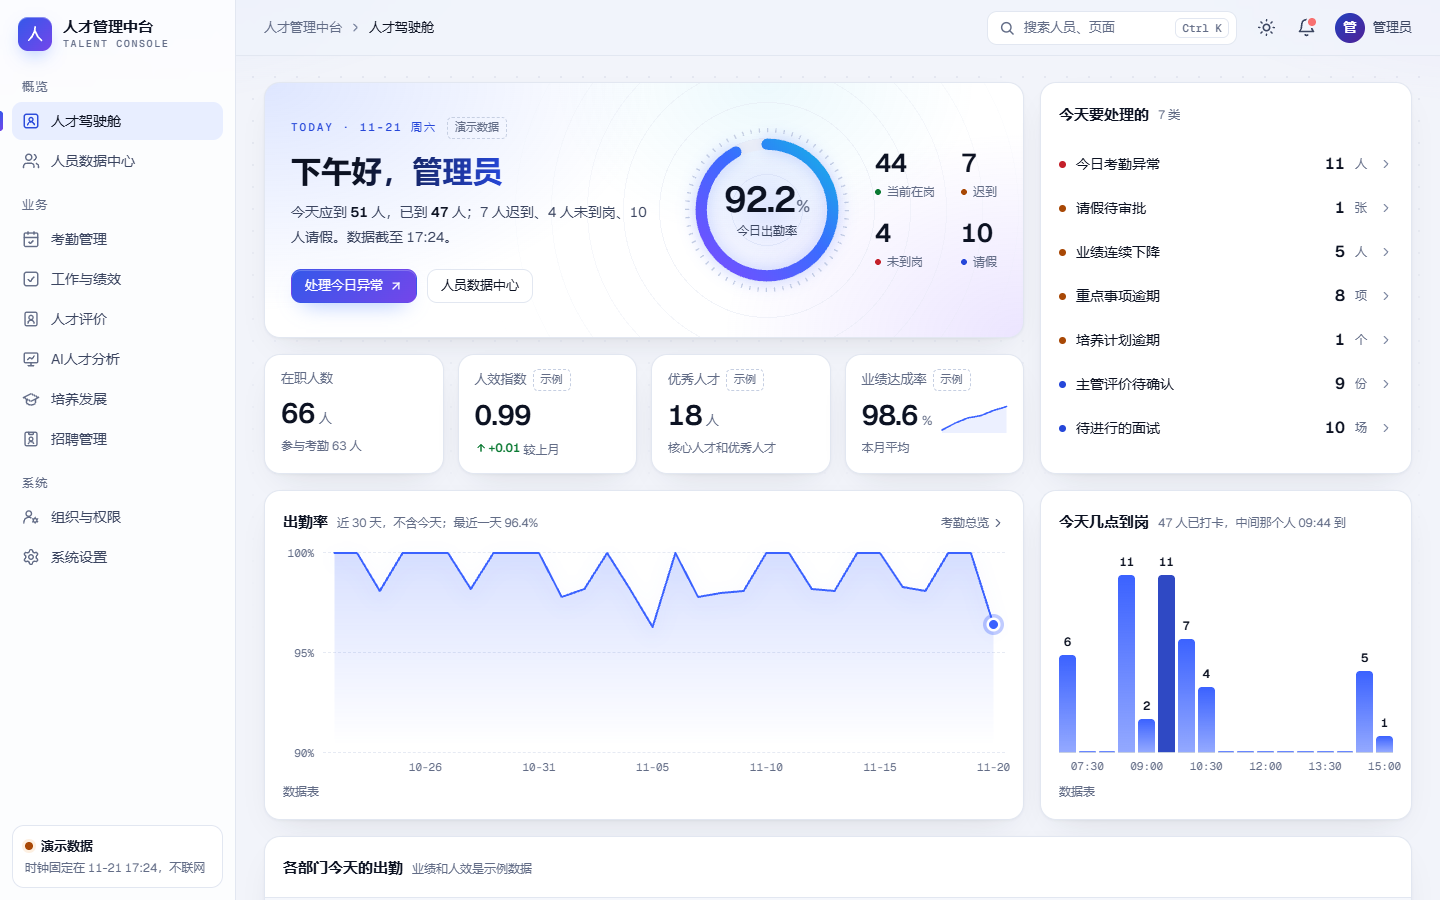 人才管理中台
TALENT CONSOLE
概览
人才驾驶舱
人员数据中心
业务
考勤管理
工作与绩效
人才评价
AI人才分析
培养发展
招聘管理
系统
组织与权限
系统设置
演示数据
时钟固定在 11-21 17:24，不联网
人才管理中台 › 人才驾驶舱
搜索人员、页面
Ctrl K
管
管理员
TODAY · 11-21 周六
演示数据
下午好，管理员
今天应到 51 人，已到 47 人；7 人迟到、4 人未到岗、10
人请假。数据截至 17:24。
处理今日异常
人员数据中心
92.2%
今日出勤率
44
当前在岗
7
迟到
4
未到岗
10
请假
今天要处理的 7 类
今日考勤异常 11 人
请假待审批 1 张
业绩连续下降 5 人
重点事项逾期 8 项
培养计划逾期 1 个
主管评价待确认 9 份
待进行的面试 10 场
在职人数
66 人
参与考勤 63 人
人效指数 示例
0.99
+0.01 较上月
优秀人才 示例
18 人
核心人才和优秀人才
业绩达成率 示例
98.6 %
本月平均
出勤率 近 30 天，不含今天；最近一天 96.4%
考勤总览
100%
95%
90%
10-26 10-31 11-05 11-10 11-15 11-20
数据表
今天几点到岗 47 人已打卡，中间那个人 09:44 到
6 11 2 11 7 4 5 1
07:30 09:00 10:30 12:00 13:30 15:00
数据表
各部门今天的出勤 业绩和人效是示例数据